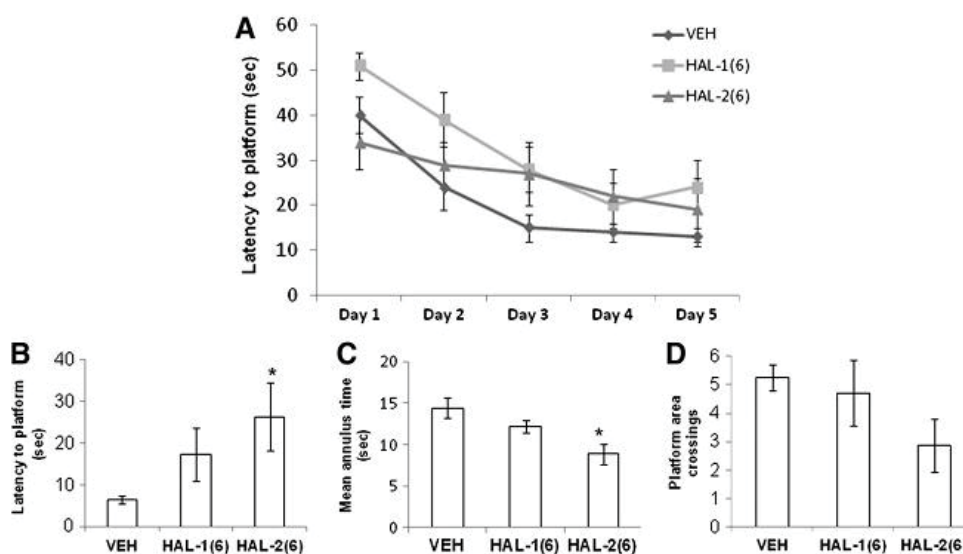 A
Latency to platform (sec)
60
50
40
30
20
10
0
Day 1 Day 2 Day 3 Day 4 Day 5
VEH
HAL-1(6)
HAL-2(6)
B
Latency to platform
(sec)
40
30
20
10
0
*
VEH HAL-1(6) HAL-2(6)
C
Mean annulus time
(sec)
20
15
10
5
0
*
VEH HAL-1(6) HAL-2(6)
D
Platform area
crossings
6
5
4
3
2
1
0
VEH HAL-1(6) HAL-2(6)